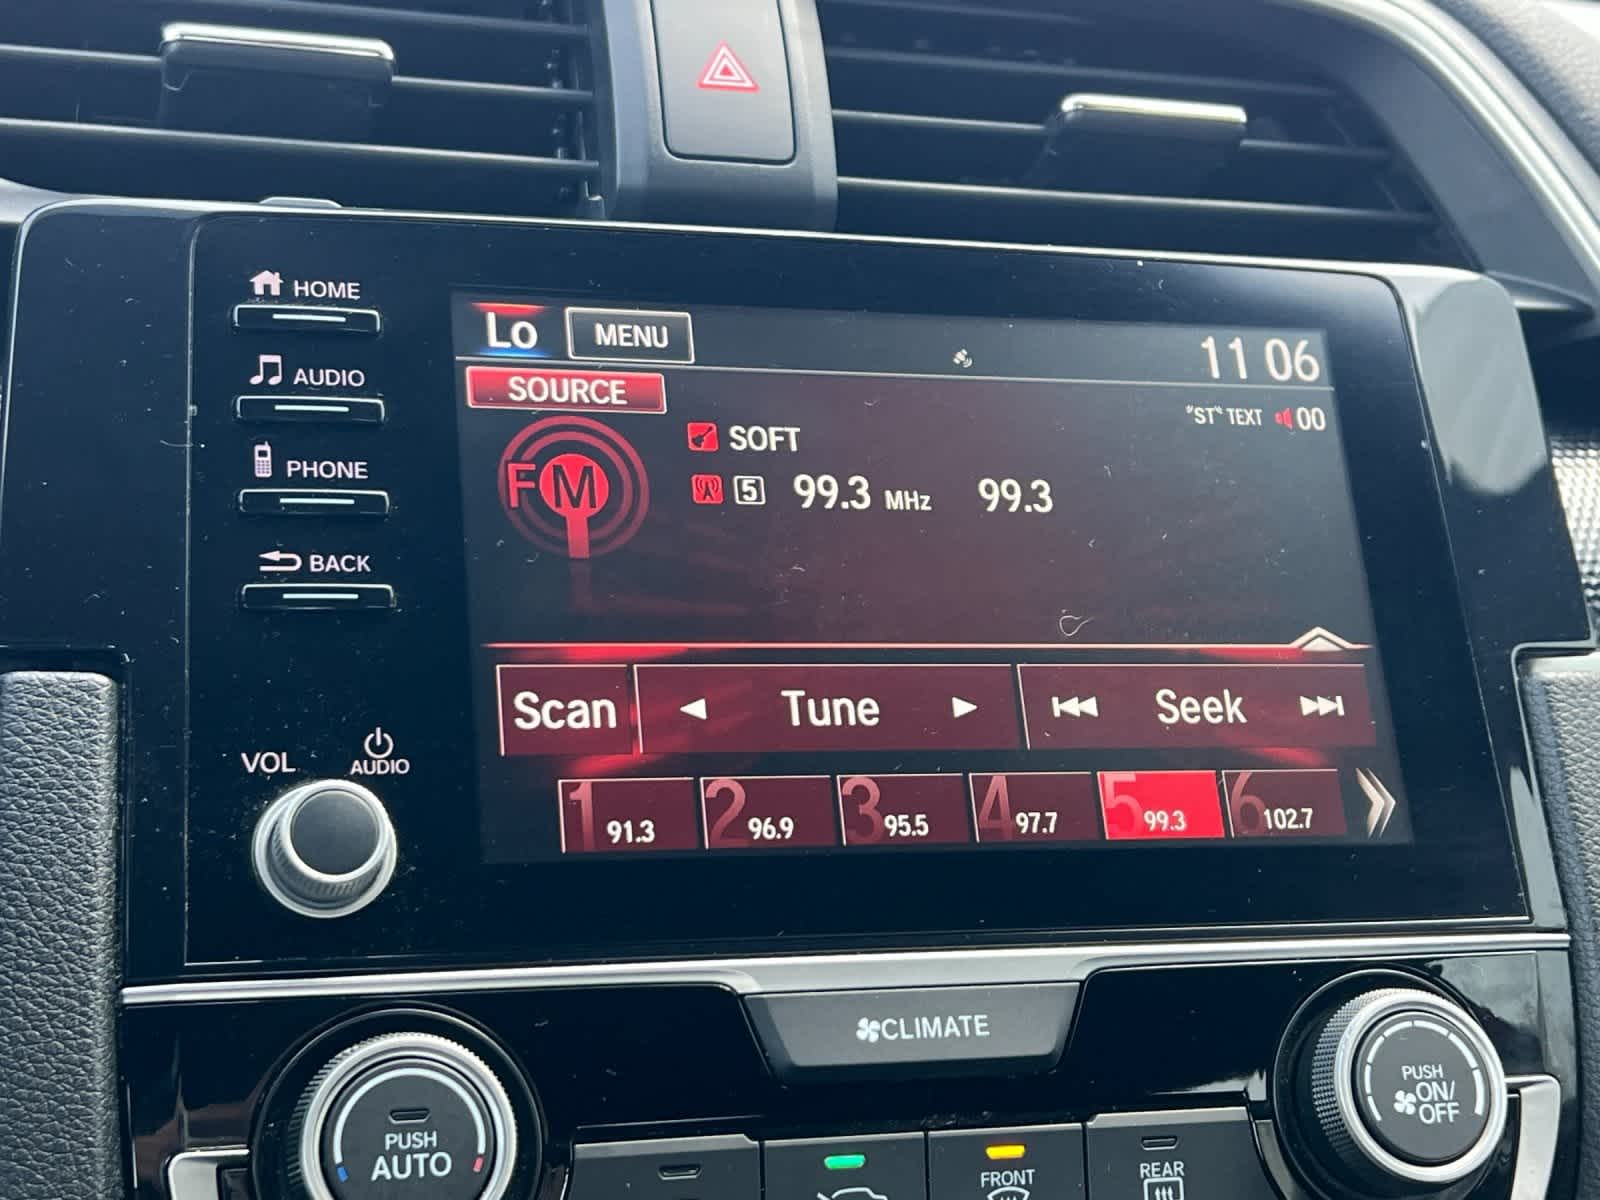 HOME
AUDIO
PHONE
BACK
VOL
AUDIO
Lo MENU 11 06
SOURCE
"ST" TEXT 00
FM
SOFT
5 99.3 MHz 99.3
Scan Tune Seek
1 91.3 2 96.9 3 95.5 4 97.7 5 99.3 6 102.7
CLIMATE
PUSH
AUTO
PUSH
ON/
OFF
FRONT
REAR